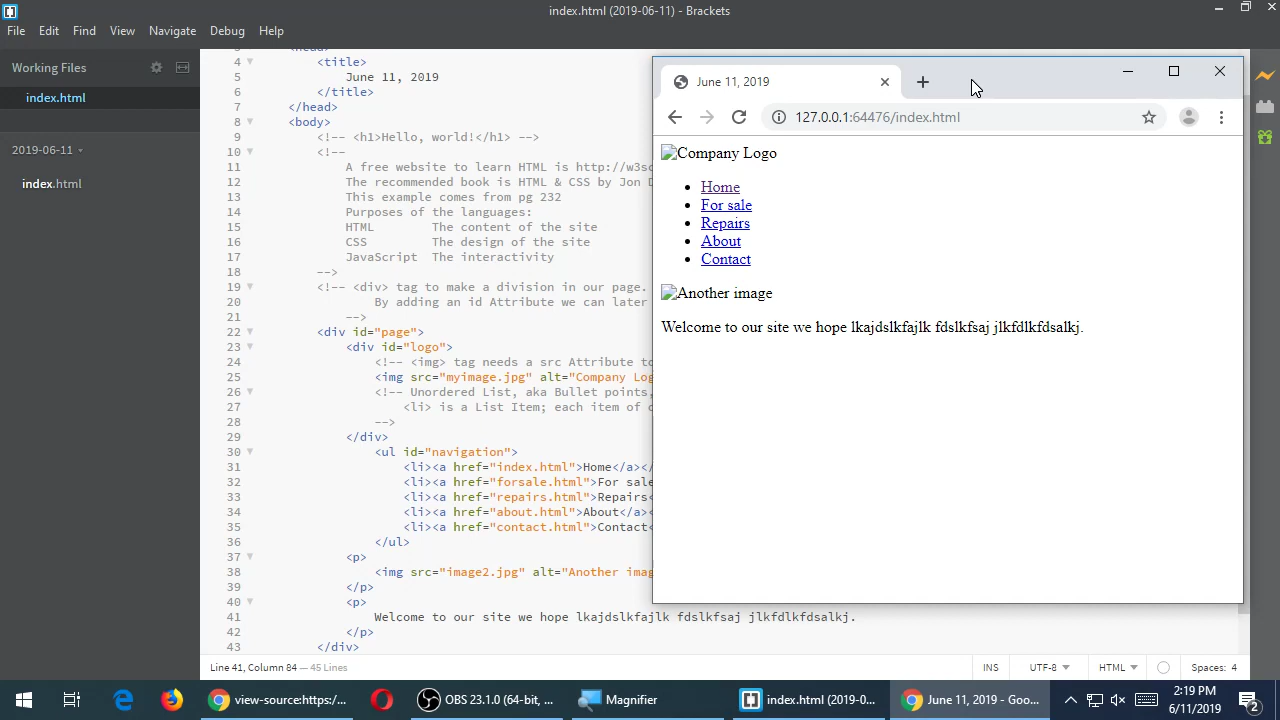 index.html (2019-06-11) - Brackets
File Edit Find View Navigate Debug Help
Working Files
index.html
2019-06-11
index.html
3 <head>
4 <title>
5 June 11, 2019
6 </title>
7 </head>
8 <body>
9 <!-- <h1>Hello, world!</h1> -->
10 <!--
11 A free website to learn HTML is http://w3sc
12 The recommended book is HTML & CSS by Jon D
13 This example comes from pg 232
14 Purposes of the languages:
15 HTML The content of the site
16 CSS The design of the site
17 JavaScript The interactivity
18 -->
19 <!-- <div> tag to make a division in our page.
20 By adding an id Attribute we can later
21 -->
22 <div id="page">
23 <div id="logo">
24 <!-- <img> tag needs a src Attribute to
25 <img src="myimage.jpg" alt="Company Log
26 <!-- Unordered List, aka Bullet points,
27 <li> is a List Item; each item of
28 -->
29 </div>
30 <ul id="navigation">
31 <li><a href="index.html">Home</a></
32 <li><a href="forsale.html">For sale
33 <li><a href="repairs.html">Repairs<
34 <li><a href="about.html">About</a><
35 <li><a href="contact.html">Contact<
36 </ul>
37 <p>
38 <img src="image2.jpg" alt="Another imag
39 </p>
40 <p>
41 Welcome to our site we hope lkajdslkfajlk fdslkfsaj jlkfdlkfdsalkj.
42 </p>
43 </div>
Line 41, Column 84 — 45 Lines
INS UTF-8 HTML Spaces: 4
June 11, 2019
127.0.0.1:64476/index.html
Company Logo
Home
For sale
Repairs
About
Contact
Another image
Welcome to our site we hope lkajdslkfajlk fdslkfsaj jlkfdlkfdsalkj.
view-source:https:/...
OBS 23.1.0 (64-bit, ...
Magnifier
index.html (2019-0...
June 11, 2019 - Goo...
2:19 PM
6/11/2019
2